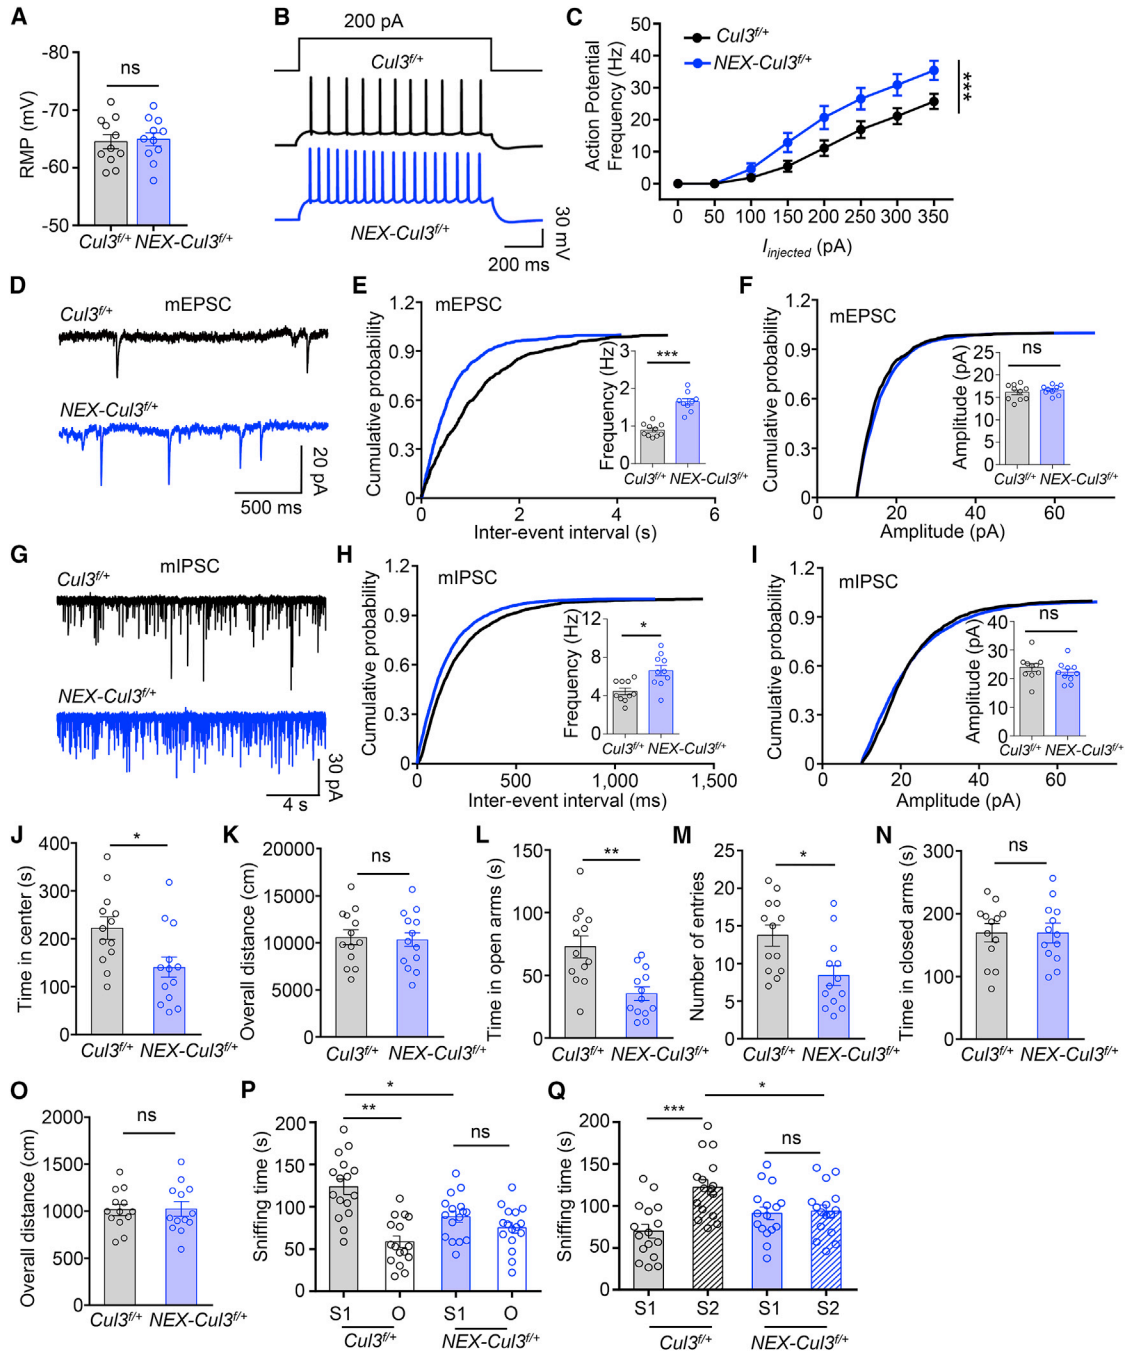 A
RMP (mV)
-80
-70
-60
-50
ns
Cul3f/+ NEX-Cul3f/+
B
200 pA
Cul3f/+
NEX-Cul3f/+
30 mV
200 ms
C
Action Potential
Frequency (Hz)
50
40
30
20
10
0
Cul3f/+
NEX-Cul3f/+
***
0 50 100 150 200 250 300 350
Iinjected (pA)
D
mEPSC
Cul3f/+
NEX-Cul3f/+
20 pA
500 ms
E
mEPSC
Cumulative probability
1.2
0.9
0.6
0.3
0
0 2 4 6
Inter-event interval (s)
Frequency (Hz)
3
2
1
0
***
Cul3f/+ NEX-Cul3f/+
F
mEPSC
Cumulative probability
1.2
0.9
0.6
0.3
0
0 20 40 60
Amplitude (pA)
Amplitude (pA)
25
20
15
10
5
0
ns
Cul3f/+ NEX-Cul3f/+
G
mIPSC
Cul3f/+
NEX-Cul3f/+
30 pA
4 s
H
mIPSC
Cumulative probability
1.2
0.9
0.6
0.3
0
0 500 1,000 1,500
Inter-event interval (ms)
Frequency (Hz)
12
8
4
0
*
Cul3f/+ NEX-Cul3f/+
I
mIPSC
Cumulative probability
1.2
0.9
0.6
0.3
0
0 20 40 60
Amplitude (pA)
Amplitude (pA)
40
30
20
10
0
ns
Cul3f/+ NEX-Cul3f/+
J
Time in center (s)
400
300
200
100
0
*
Cul3f/+ NEX-Cul3f/+
K
Overall distance (cm)
20000
15000
10000
5000
0
ns
Cul3f/+ NEX-Cul3f/+
L
Time in open arms (s)
150
100
50
0
**
Cul3f/+ NEX-Cul3f/+
M
Number of entries
25
20
15
10
5
0
*
Cul3f/+ NEX-Cul3f/+
N
Time in closed arms (s)
300
200
100
0
ns
Cul3f/+ NEX-Cul3f/+
O
Overall distance (cm)
2000
1500
1000
500
0
ns
Cul3f/+ NEX-Cul3f/+
P
Sniffing time (s)
200
150
100
50
0
*
**
ns
S1 O S1 O
Cul3f/+ NEX-Cul3f/+
Q
Sniffing time (s)
200
150
100
50
0
*
***
ns
S1 S2 S1 S2
Cul3f/+ NEX-Cul3f/+